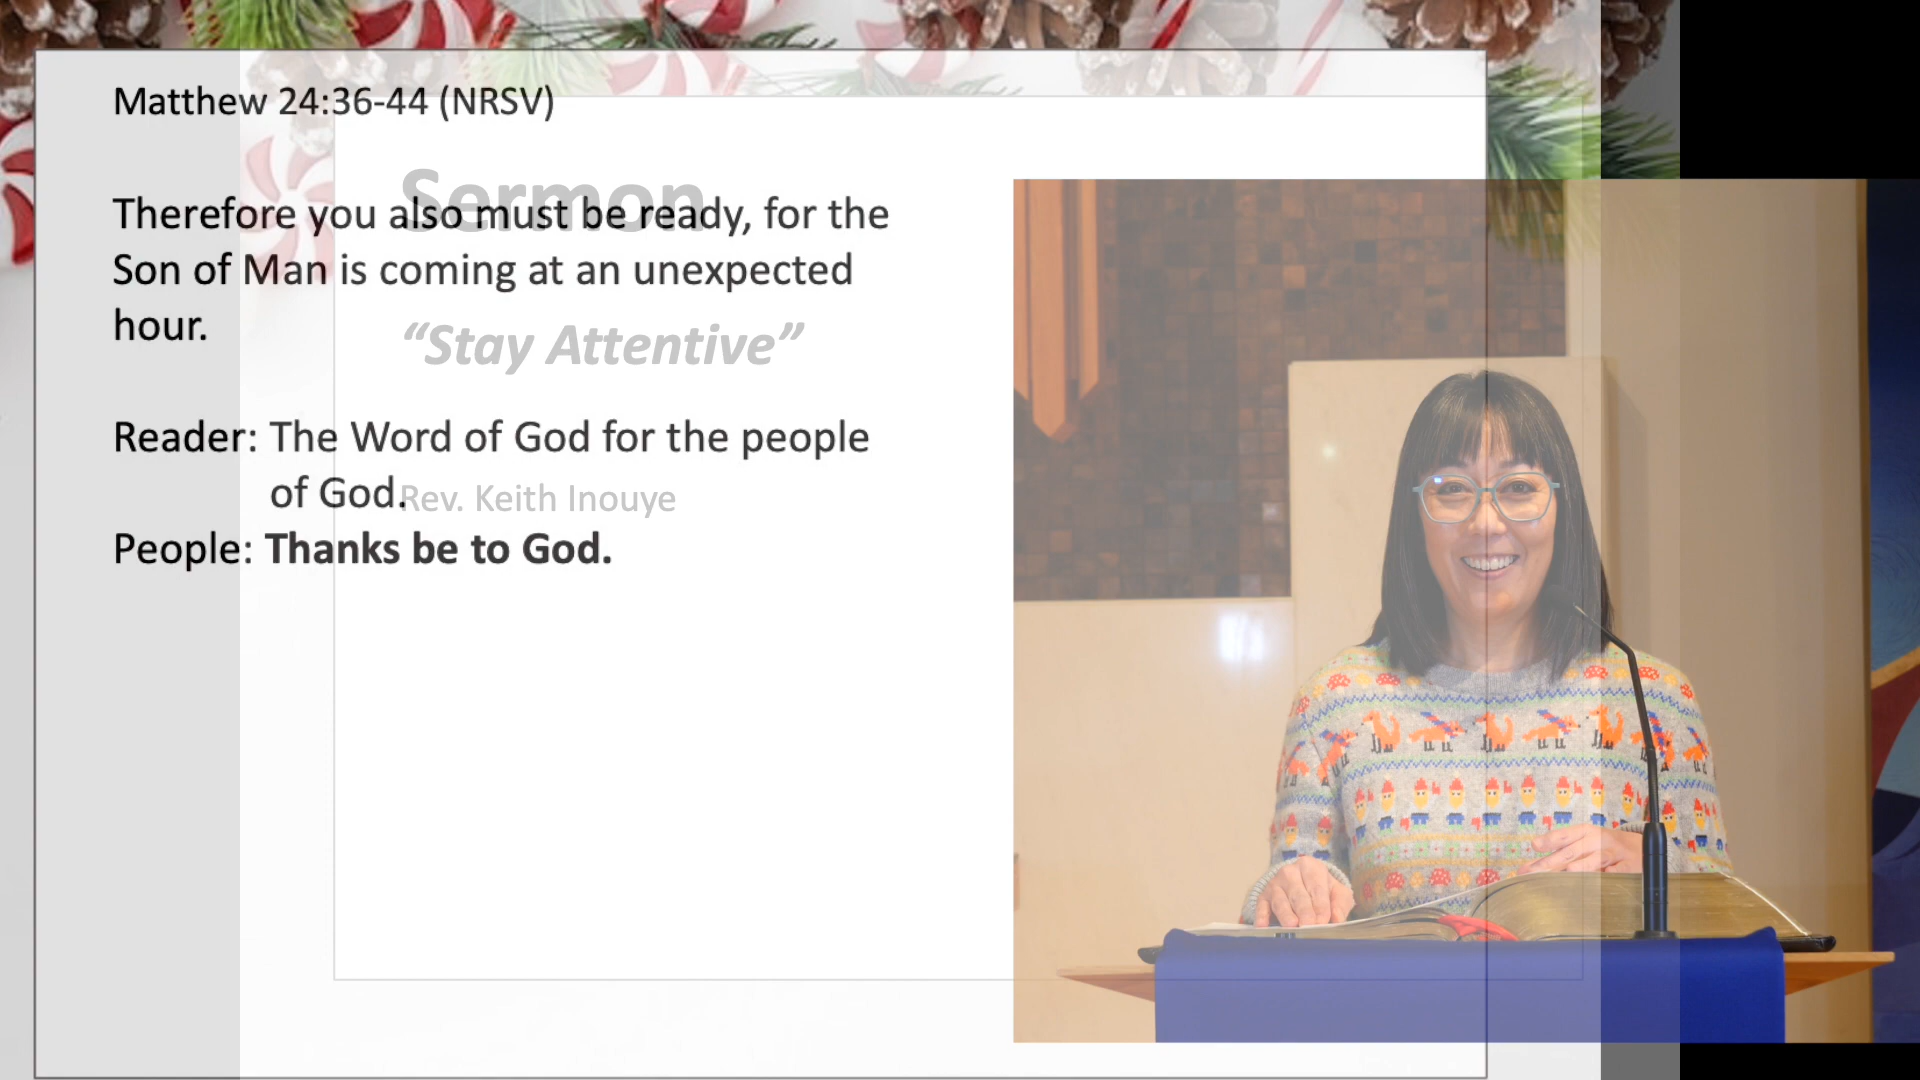 Matthew 24:36-44 (NRSV)
Therefore you also must be ready, for the
Son of Man is coming at an unexpected
hour.
Reader: The Word of God for the people
of God.
People: Thanks be to God.
Sermon
“Stay Attentive”
Rev. Keith Inouye